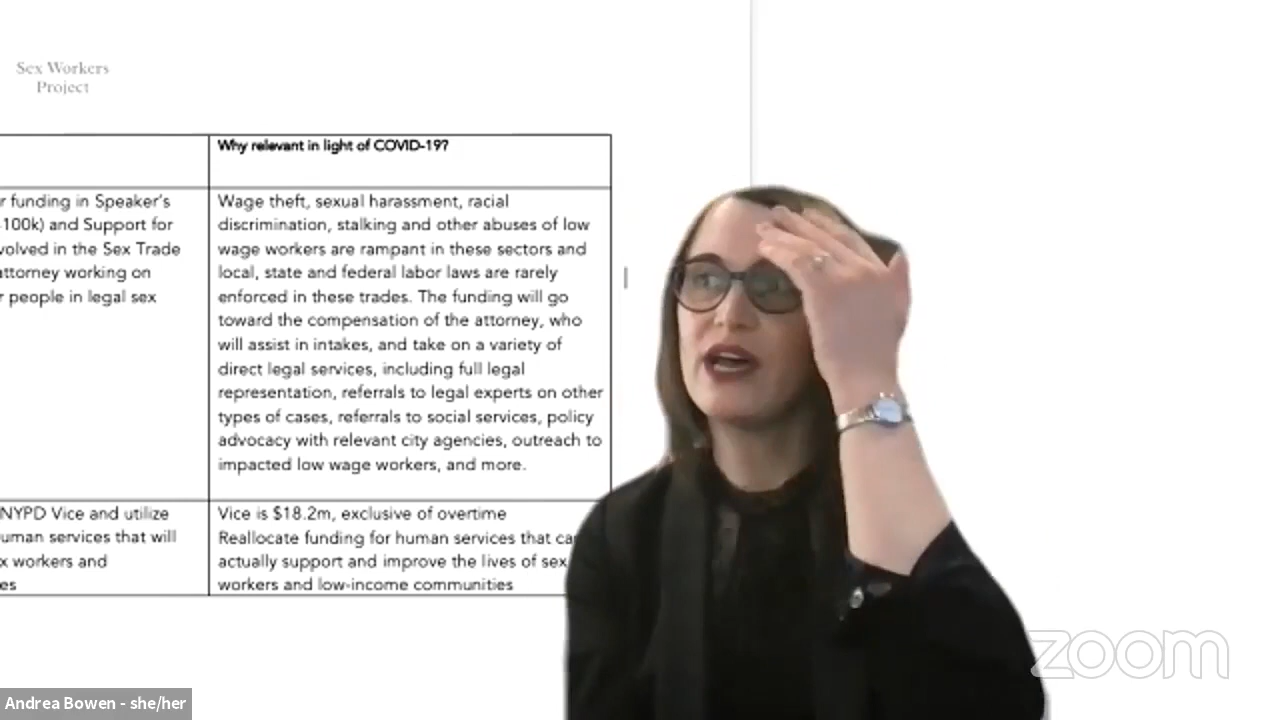 Sex Workers
Project
Why relevant in light of COVID-19?
r funding in Speaker's
100k) and Support for
volved in the Sex Trade
attorney working on
r people in legal sex
Wage theft, sexual harassment, racial
discrimination, stalking and other abuses of low
wage workers are rampant in these sectors and
local, state and federal labor laws are rarely
enforced in these trades. The funding will go
toward the compensation of the attorney, who
will assist in intakes, and take on a variety of
direct legal services, including full legal
representation, referrals to legal experts on other
types of cases, referrals to social services, policy
advocacy with relevant city agencies, outreach to
impacted low wage workers, and more.
NYPD Vice and utilize
uman services that will
x workers and
es
Vice is $18.2m, exclusive of overtime
Reallocate funding for human services that ca
actually support and improve the lives of sex
workers and low-income communities
zoom
Andrea Bowen - she/her